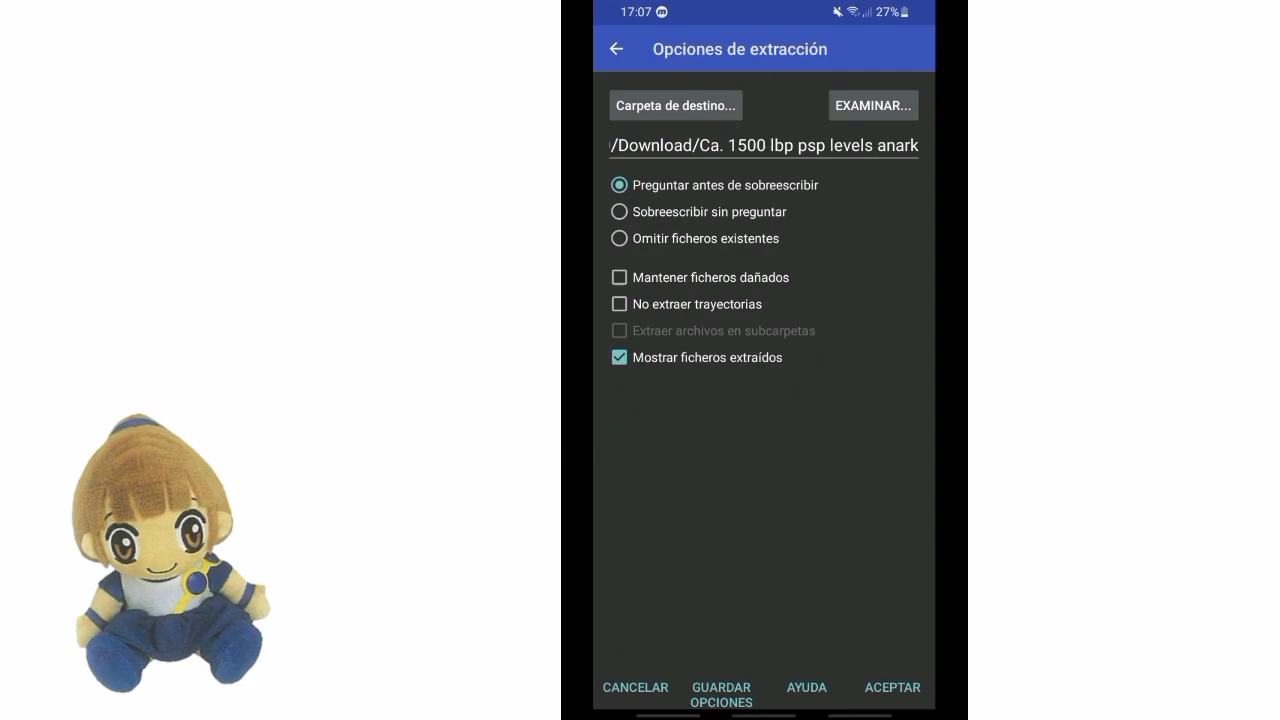 17:07 27%
Opciones de extracción
Carpeta de destino... EXAMINAR...
/Download/Ca. 1500 lbp psp levels anark
Preguntar antes de sobreescribir
Sobreescribir sin preguntar
Omitir ficheros existentes
Mantener ficheros dañados
No extraer trayectorias
Extraer archivos en subcarpetas
Mostrar ficheros extraídos
CANCELAR GUARDAR OPCIONES AYUDA ACEPTAR